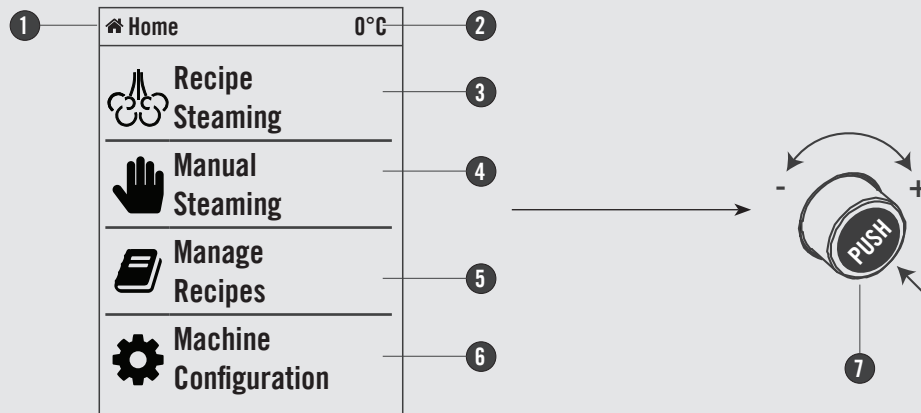 1 Home 0°C 2
Recipe
Steaming
3
Manual
Steaming
4
Manage
Recipes
5
Machine
Configuration
6
- +
PUSH
7